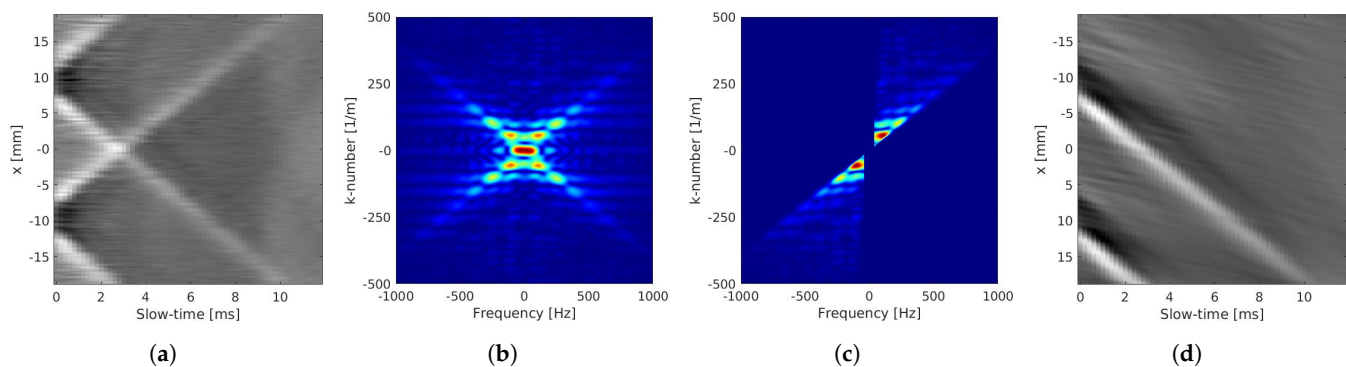 15
10
5
-0
-5
-10
-15
x [mm]
0 2 4 6 8 10
Slow-time [ms]
(a)
500
250
-0
-250
-500
k-number [1/m]
-1000 -500 0 500 1000
Frequency [Hz]
(b)
500
250
-0
-250
-500
k-number [1/m]
-1000 -500 0 500 1000
Frequency [Hz]
(c)
-15
-10
-5
0
5
10
15
x [mm]
0 2 4 6 8 10
Slow-time [ms]
(d)